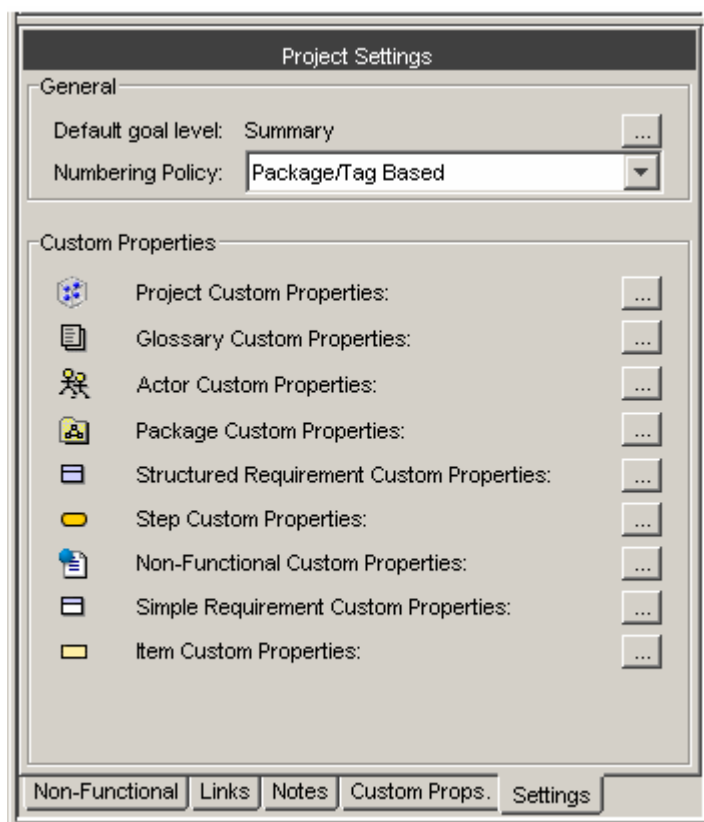 Project Settings
General
Default goal level: Summary ...
Numbering Policy: Package/Tag Based
Custom Properties
Project Custom Properties: ...
Glossary Custom Properties: ...
Actor Custom Properties: ...
Package Custom Properties: ...
Structured Requirement Custom Properties: ...
Step Custom Properties: ...
Non-Functional Custom Properties: ...
Simple Requirement Custom Properties: ...
Item Custom Properties: ...
Non-Functional Links Notes Custom Props. Settings